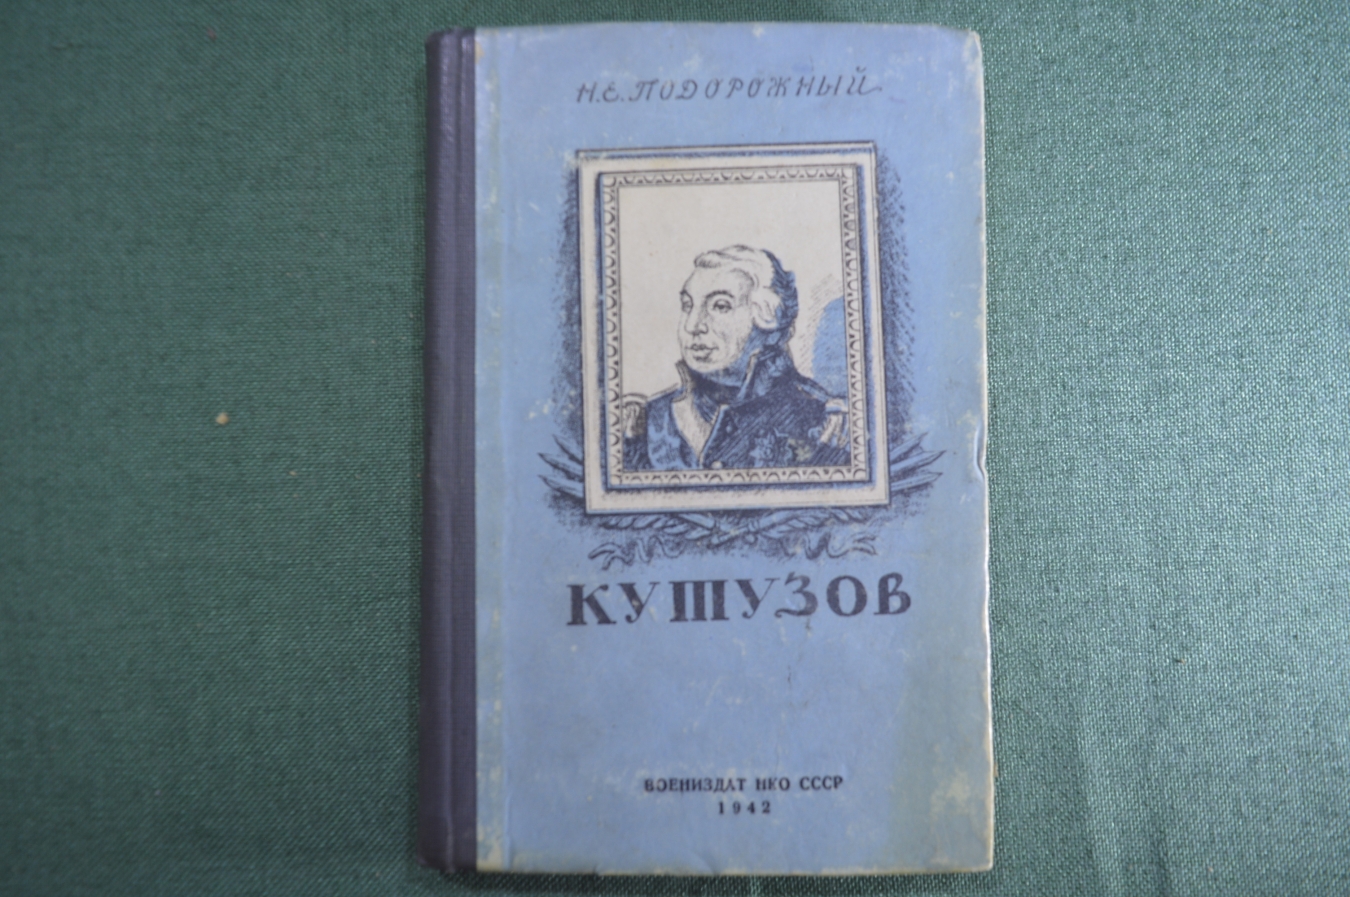 Н. Е. ПОДОРОЖНЫЙ
КУТУЗОВ
ВОЕНИЗДАТ НКО СССР
1942